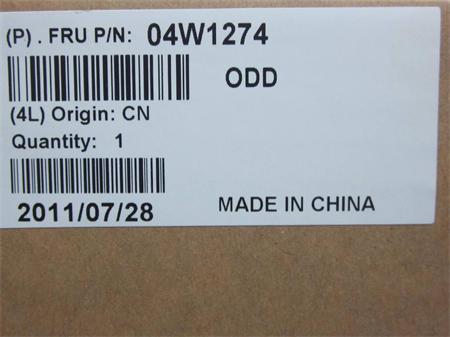 (P) . FRU P/N: 04W1274
ODD
(4L) Origin: CN
Quantity: 1
2011/07/28
MADE IN CHINA